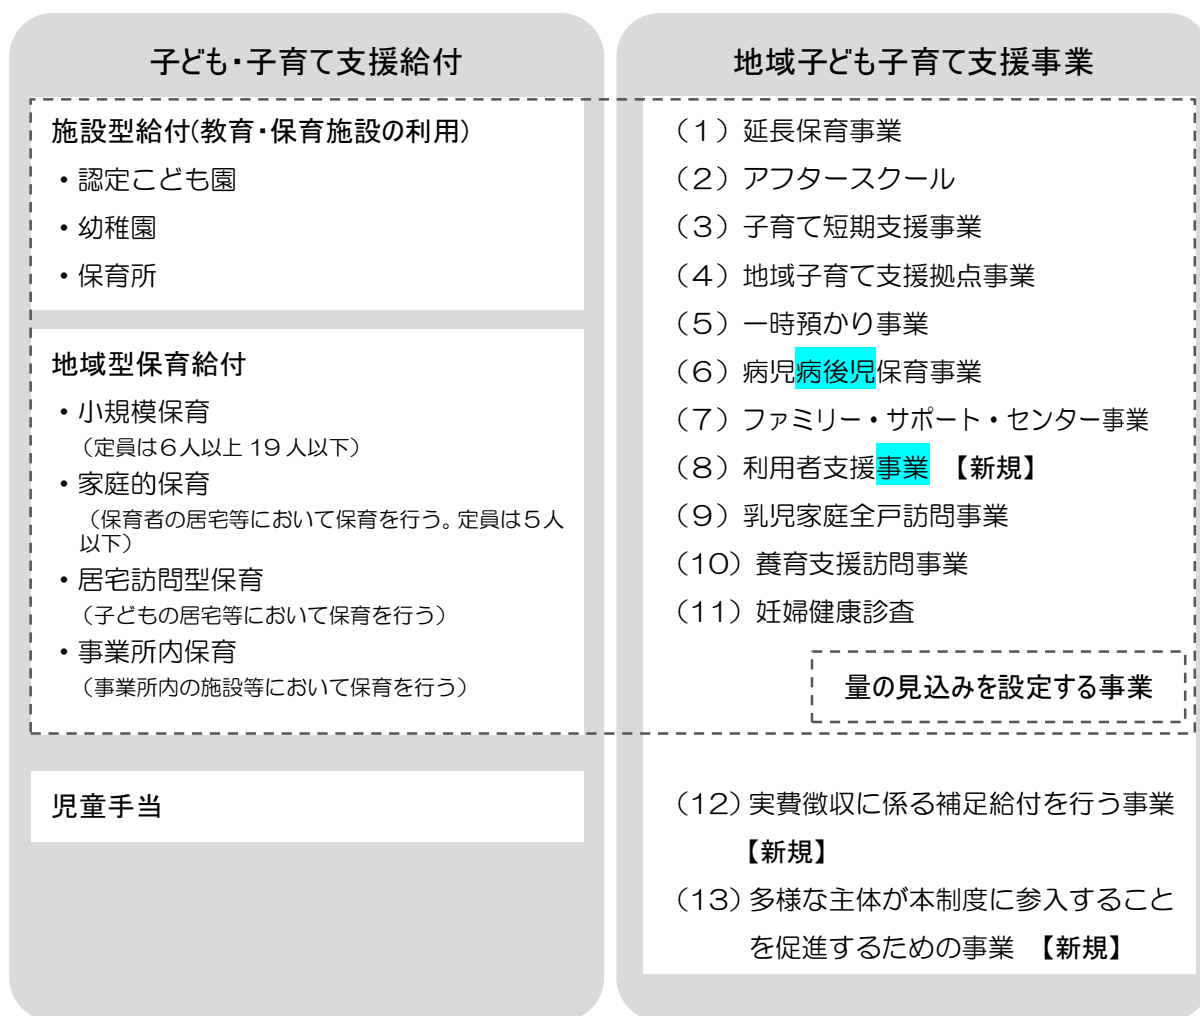 子ども・子育て支援給付
施設型給付(教育・保育施設の利用)
・認定こども園
・幼稚園
・保育所
地域型保育給付
・小規模保育
（定員は６人以上 19 人以下）
・家庭的保育
（保育者の居宅等において保育を行う。定員は５人
以下）
・居宅訪問型保育
（子どもの居宅等において保育を行う）
・事業所内保育
（事業所内の施設等において保育を行う）
児童手当
地域子ども子育て支援事業
（１）延長保育事業
（２）アフタースクール
（３）子育て短期支援事業
（４）地域子育て支援拠点事業
（５）一時預かり事業
（６）病児病後児保育事業
（７）ファミリー・サポート・センター事業
（８）利用者支援事業 【新規】
（９）乳児家庭全戸訪問事業
（10）養育支援訪問事業
（11）妊婦健康診査
量の見込みを設定する事業
（12）実費徴収に係る補足給付を行う事業
【新規】
（13）多様な主体が本制度に参入すること
を促進するための事業 【新規】